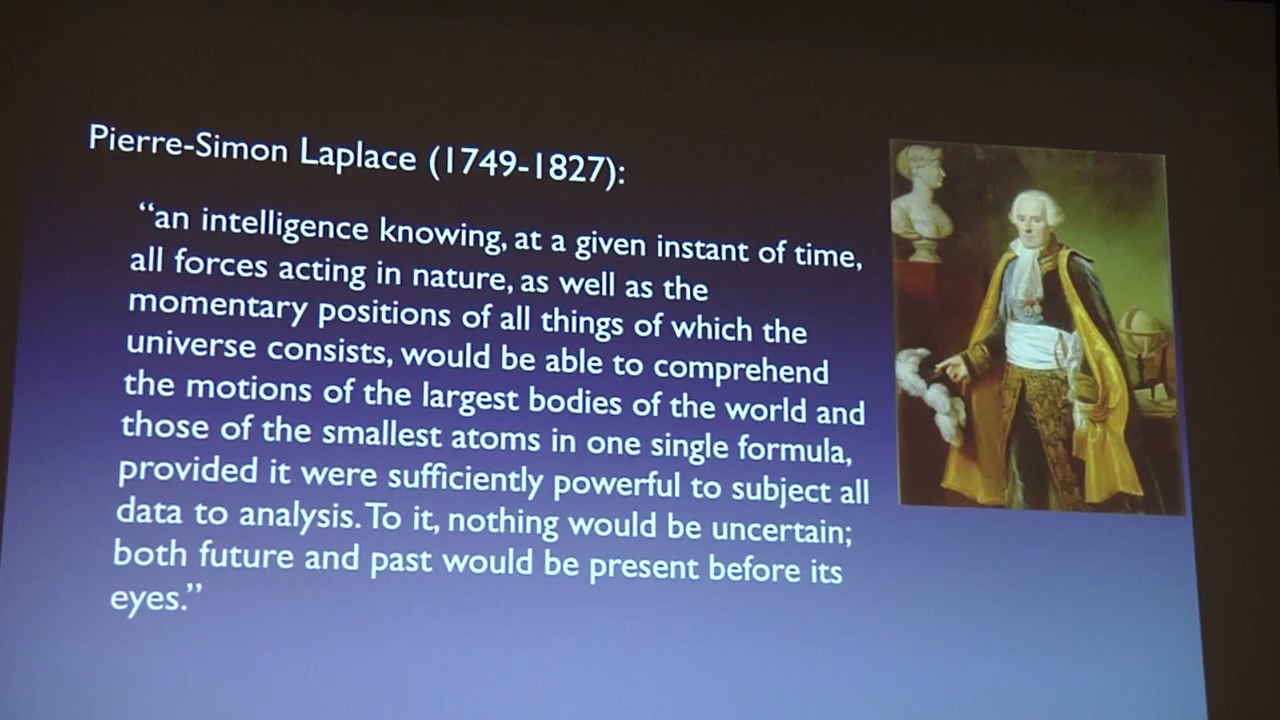 Pierre-Simon Laplace (1749-1827):
“an intelligence knowing, at a given instant of time,
all forces acting in nature, as well as the
momentary positions of all things of which the
universe consists, would be able to comprehend
the motions of the largest bodies of the world and
those of the smallest atoms in one single formula,
provided it were sufficiently powerful to subject all
data to analysis. To it, nothing would be uncertain;
both future and past would be present before its
eyes.”